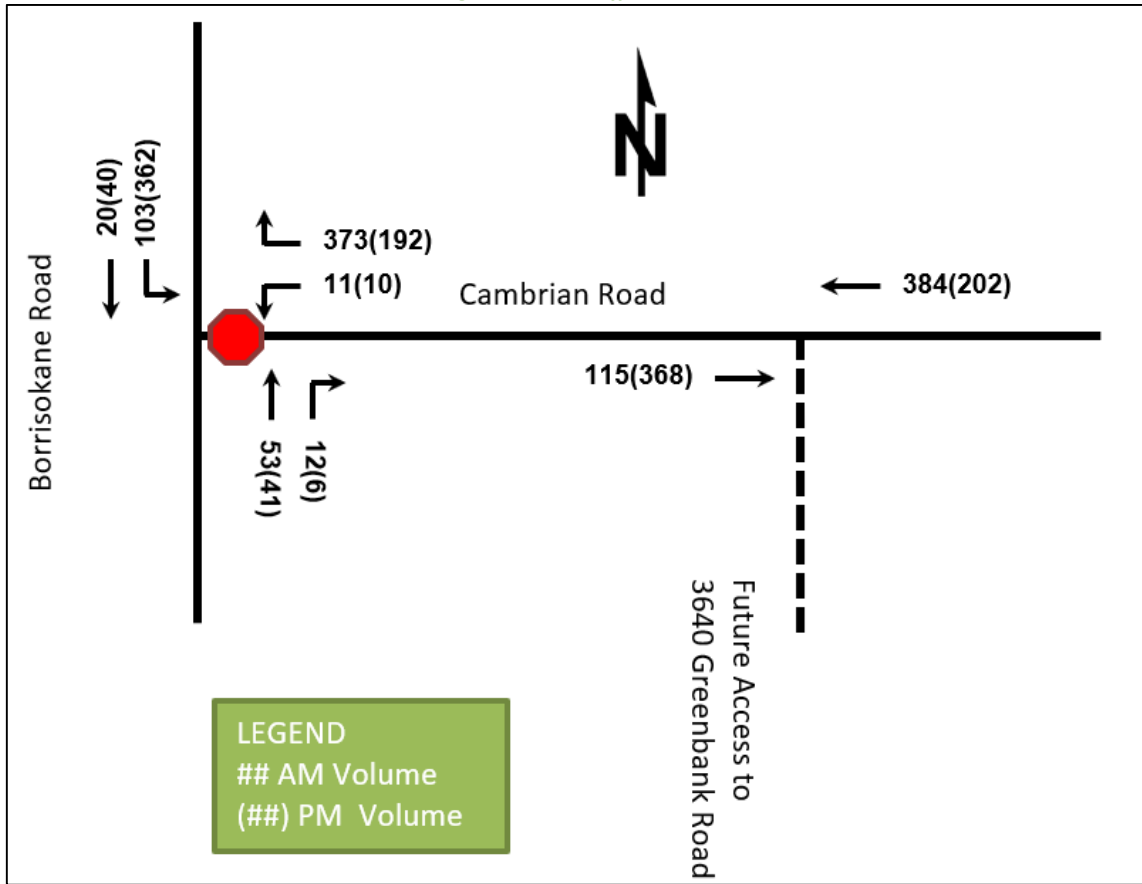 N
20(40)
103(362)
373(192)
11(10)
Cambrian Road
384(202)
Borrisokane Road
115(368)
53(41)
12(6)
Future Access to
3640 Greenbank Road
LEGEND
## AM Volume
(##) PM Volume